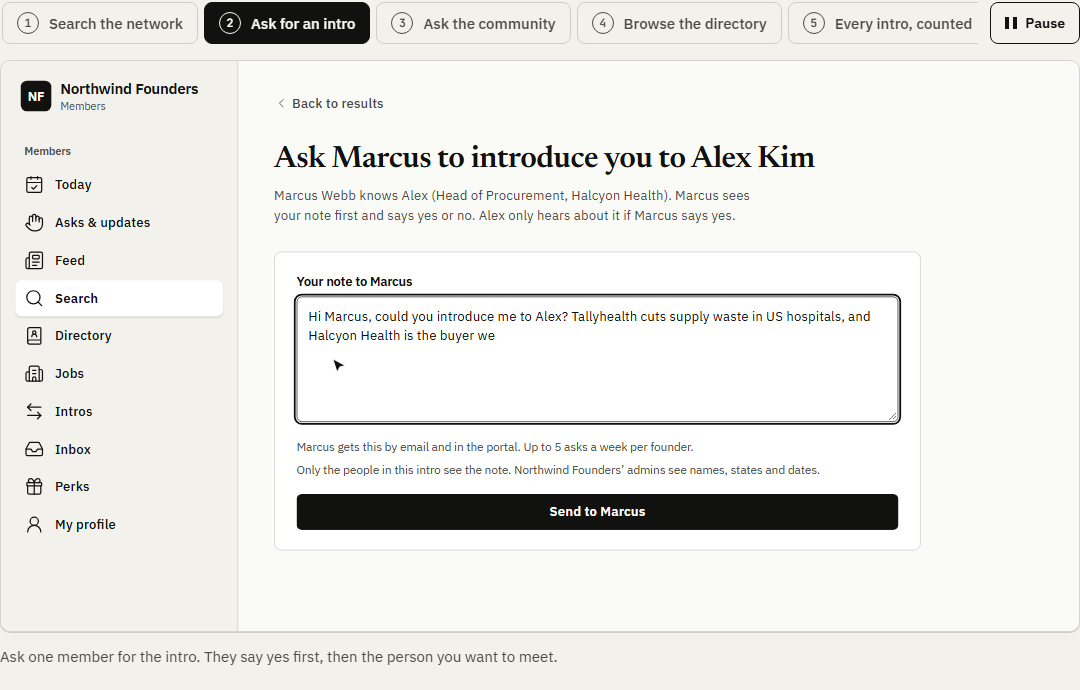 1 Search the network
2 Ask for an intro
3 Ask the community
4 Browse the directory
5 Every intro, counted
Pause
NF
Northwind Founders
Members
Members
Today
Asks & updates
Feed
Search
Directory
Jobs
Intros
Inbox
Perks
My profile
Back to results
Ask Marcus to introduce you to Alex Kim
Marcus Webb knows Alex (Head of Procurement, Halcyon Health). Marcus sees
your note first and says yes or no. Alex only hears about it if Marcus says yes.
Your note to Marcus
Hi Marcus, could you introduce me to Alex? Tallyhealth cuts supply waste in US hospitals, and
Halcyon Health is the buyer we
Marcus gets this by email and in the portal. Up to 5 asks a week per founder.
Only the people in this intro see the note. Northwind Founders’ admins see names, states and dates.
Send to Marcus
Ask one member for the intro. They say yes first, then the person you want to meet.